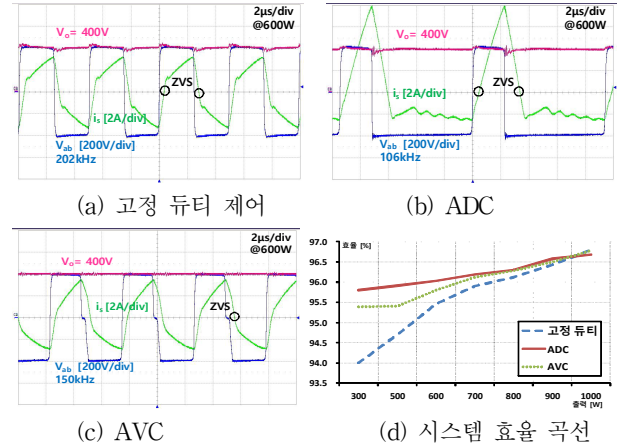 2µs/div
@600W
Vo= 400V
ZVS
is [2A/div]
Vab [200V/div]
202kHz
(a) 고정 듀티 제어
2µs/div
@600W
Vo= 400V
ZVS
is [2A/div]
Vab [200V/div]
106kHz
(b) ADC
2µs/div
@600W
Vo= 400V
is [2A/div]
ZVS
Vab [200V/div]
150kHz
(c) AVC
효율 [%]
97.0
96.5
96.0
95.5
95.0
94.5
94.0
93.5
고정 듀티
ADC
AVC
300 500 600 700 800 900 1000
출력 [W]
(d) 시스템 효율 곡선